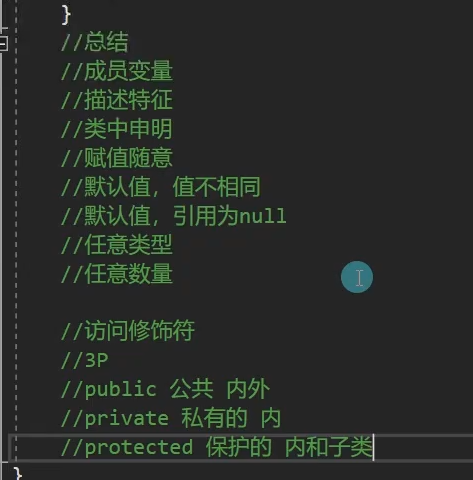 }
//总结
//成员变量
//描述特征
//类中申明
//赋值随意
//默认值，值不相同
//默认值，引用为null
//任意类型
//任意数量
//访问修饰符
//3P
//public 公共 内外
//private 私有的 内
//protected 保护的 内和子类
}